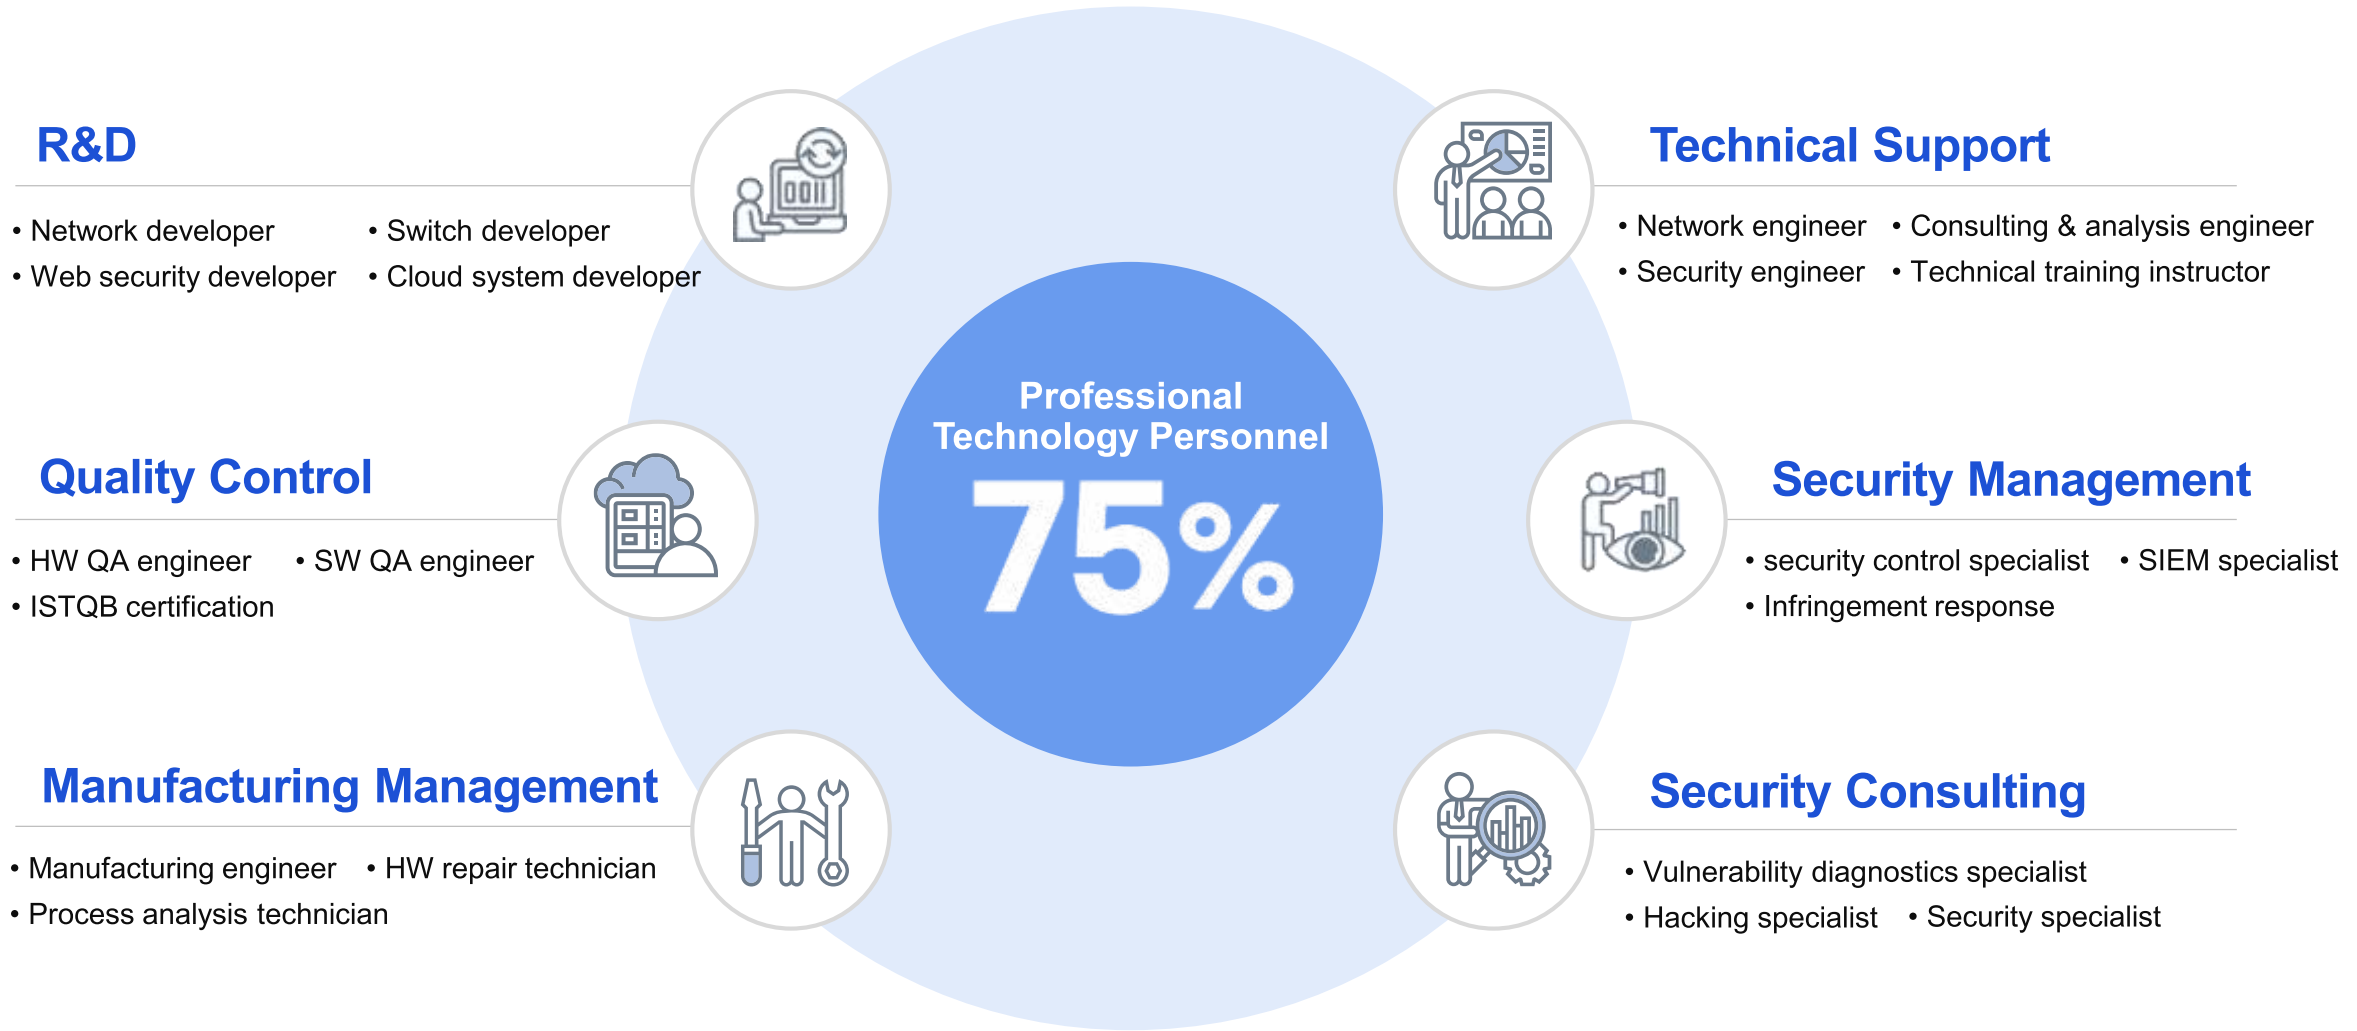 R&D
• Network developer • Switch developer
• Web security developer • Cloud system developer
Quality Control
• HW QA engineer • SW QA engineer
• ISTQB certification
Manufacturing Management
• Manufacturing engineer • HW repair technician
• Process analysis technician
Professional
Technology Personnel
75%
Technical Support
• Network engineer • Consulting & analysis engineer
• Security engineer • Technical training instructor
Security Management
• security control specialist • SIEM specialist
• Infringement response
Security Consulting
• Vulnerability diagnostics specialist
• Hacking specialist • Security specialist